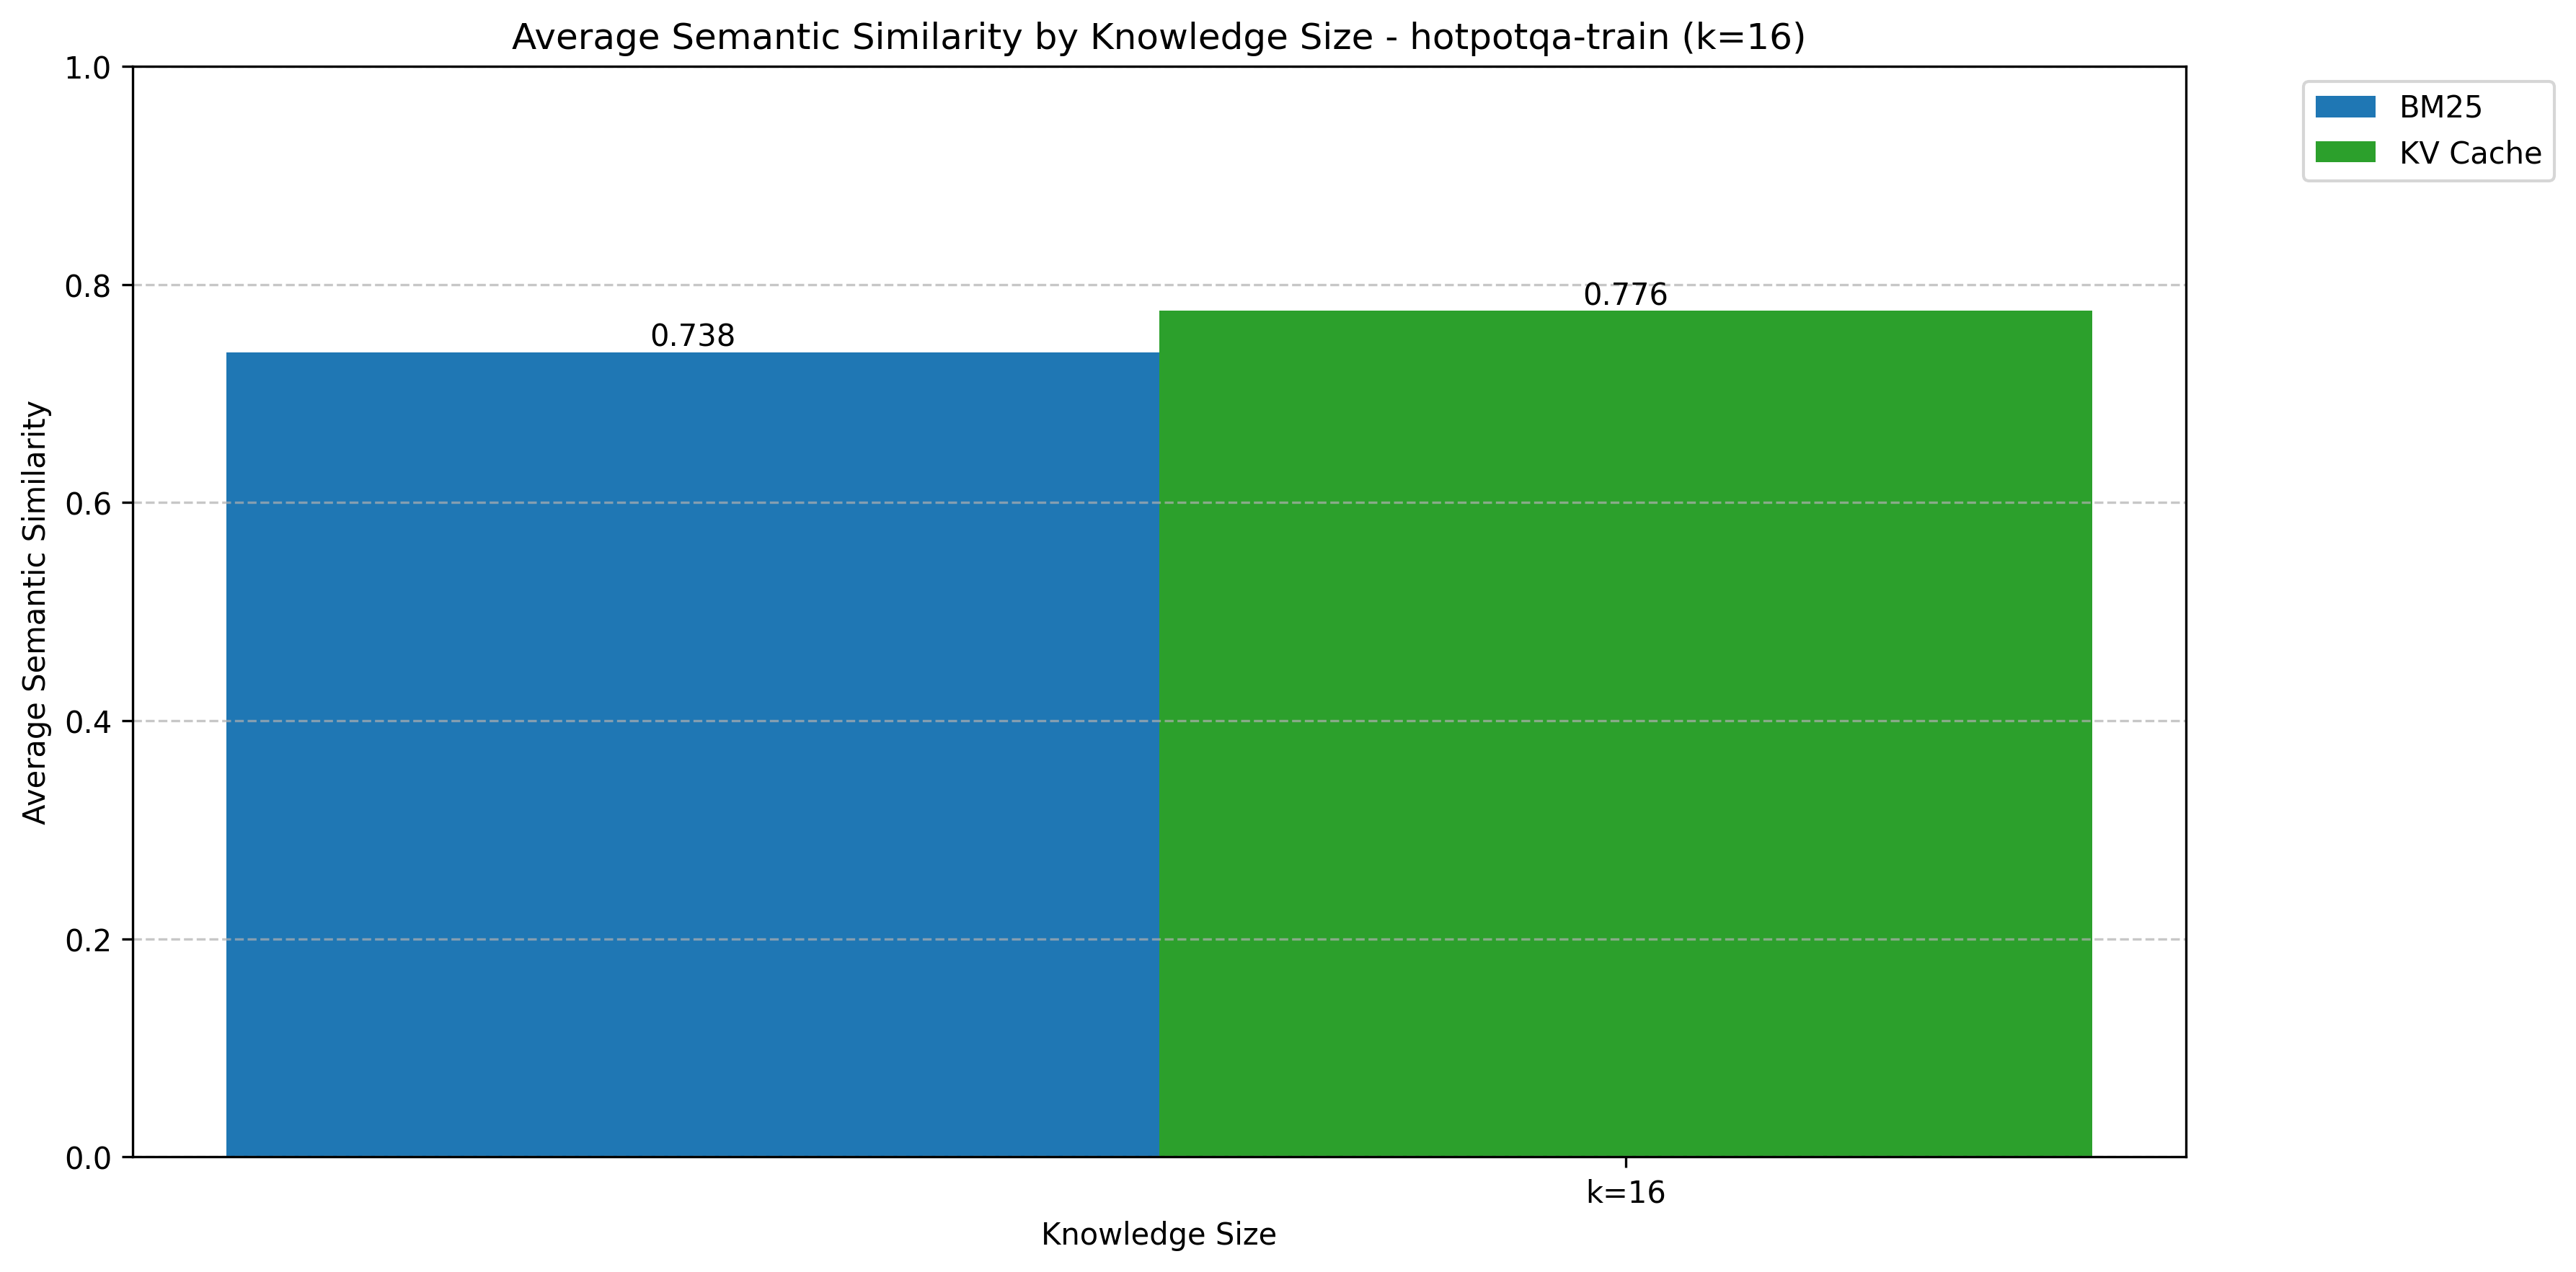 Average Semantic Similarity by Knowledge Size - hotpotqa-train (k=16)
BM25
KV Cache
Average Semantic Similarity
1.0
0.8
0.6
0.4
0.2
0.0
0.738
0.776
k=16
Knowledge Size